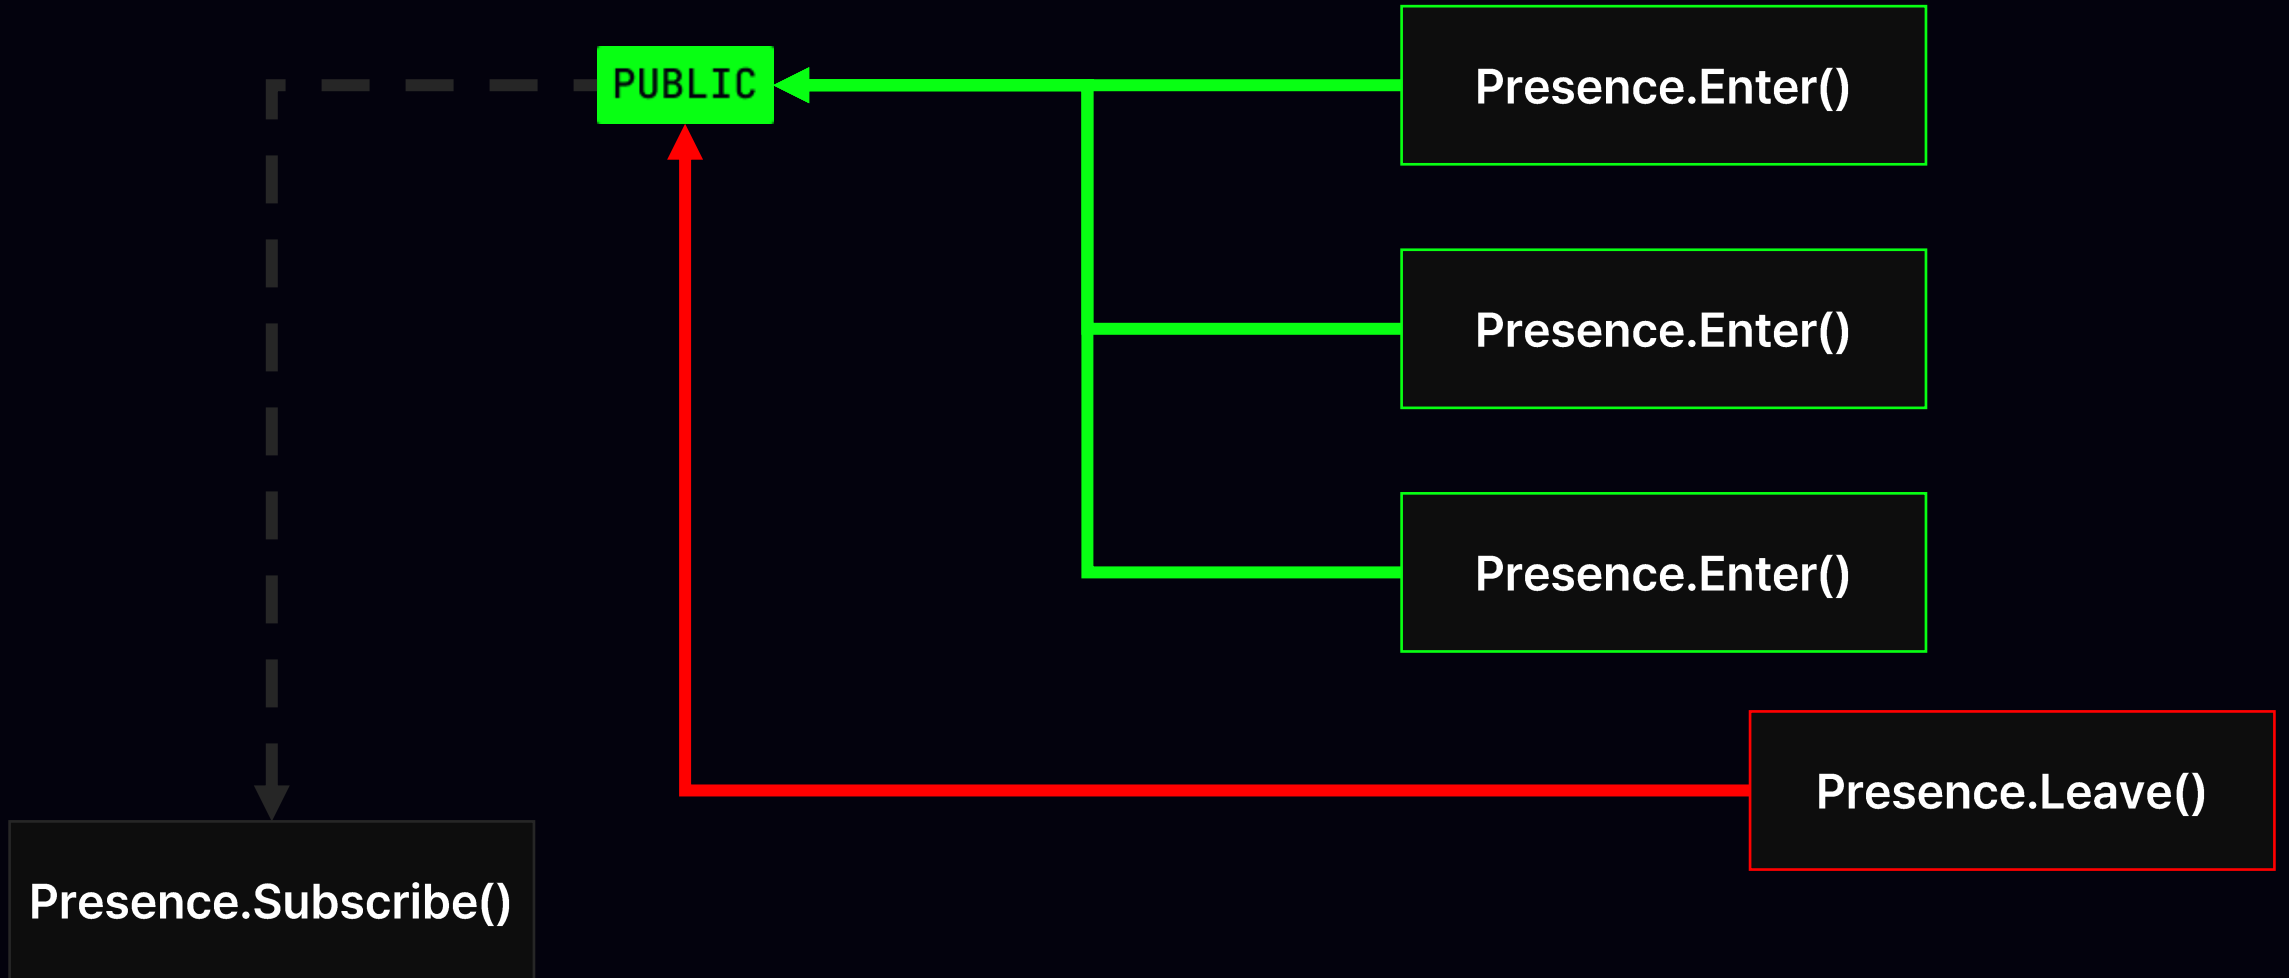 PUBLIC
Presence.Enter()
Presence.Enter()
Presence.Enter()
Presence.Leave()
Presence.Subscribe()